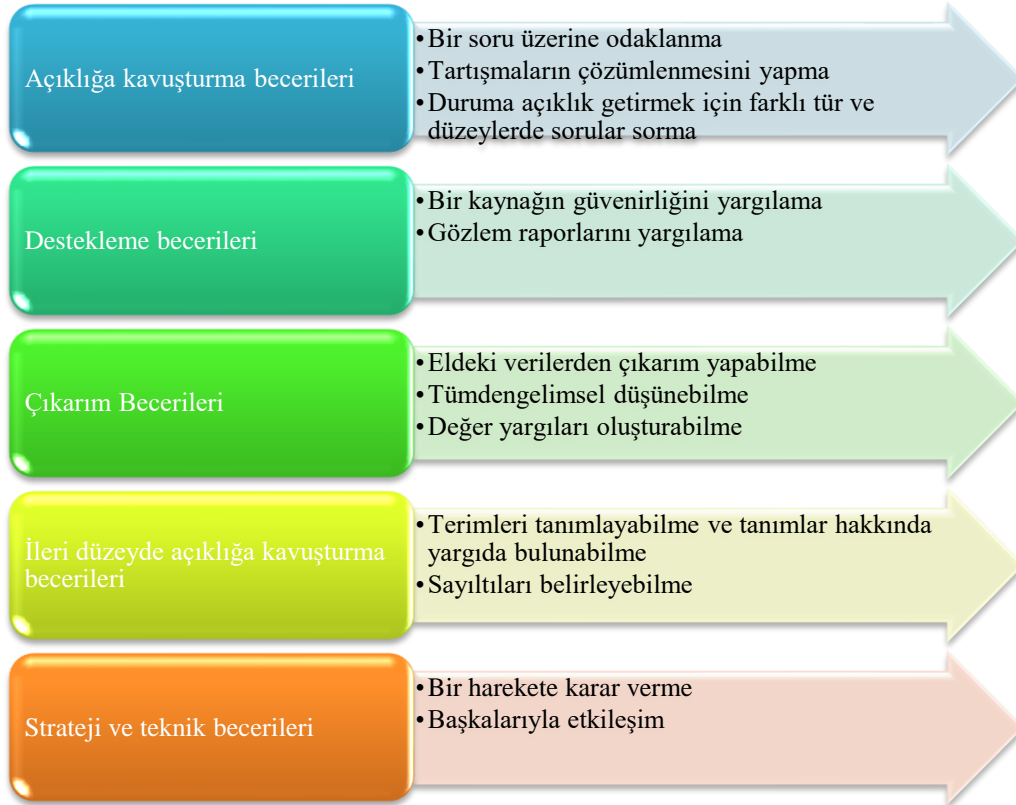 Açıklığa kavuşturma becerileri
•Bir soru üzerine odaklanma
•Tartışmaların çözümlenmesini yapma
•Duruma açıklık getirmek için farklı tür ve
düzeylerde sorular sorma
Destekleme becerileri
•Bir kaynağın güvenirliğini yargılama
•Gözlem raporlarını yargılama
Çıkarım Becerileri
•Eldeki verilerden çıkarım yapabilme
•Tümdengelimsel düşünebilme
•Değer yargıları oluşturabilme
İleri düzeyde açıklığa kavuşturma
becerileri
•Terimleri tanımlayabilme ve tanımlar hakkında
yargıda bulunabilme
•Sayıltıları belirleyebilme
Strateji ve teknik becerileri
•Bir harekete karar verme
•Başkalarıyla etkileşim